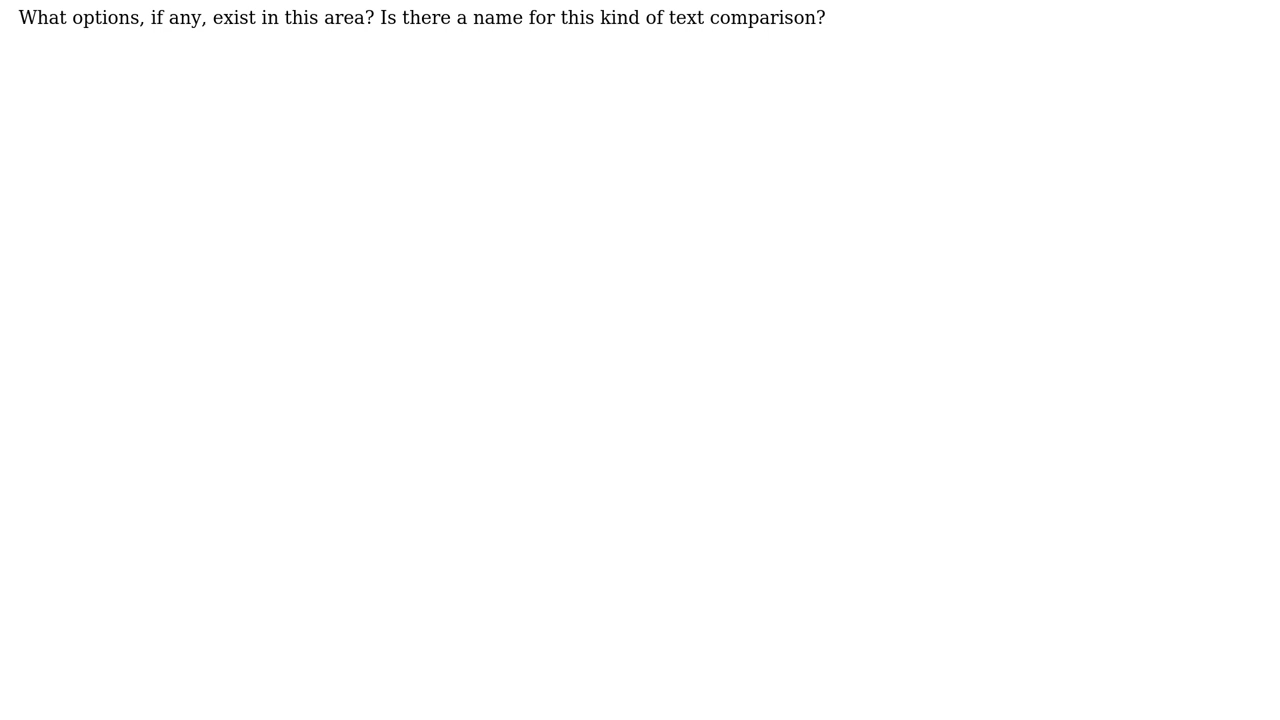 What options, if any, exist in this area? Is there a name for this kind of text comparison?